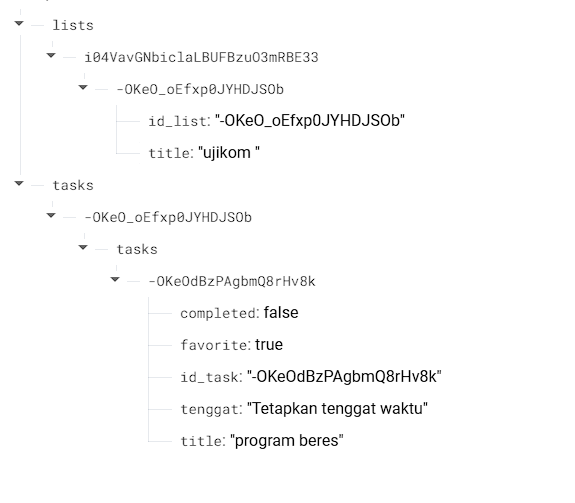 lists
i04VavGNbiclaLBUFBzuO3mRBE33
-OKeO_oEfxp0JYHDJSOb
id_list: "-OKeO_oEfxp0JYHDJSOb"
title: "ujikom "
tasks
-OKeO_oEfxp0JYHDJSOb
tasks
-OKeOdBzPAgbmQ8rHv8k
completed: false
favorite: true
id_task: "-OKeOdBzPAgbmQ8rHv8k"
tenggat: "Tetapkan tenggat waktu"
title: "program beres"